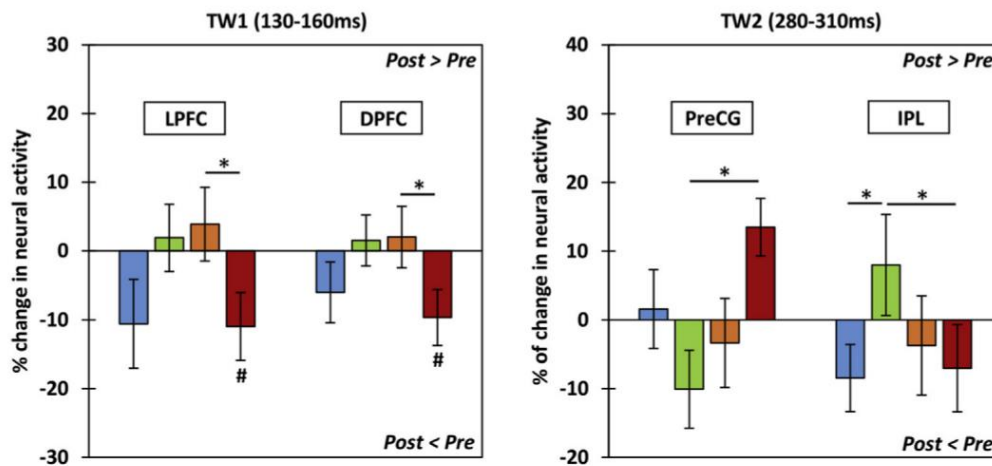 TW1 (130-160ms)
30
20
10
0
-10
-20
-30
% change in neural activity
Post > Pre
LPFC
DPFC
*
*
#
#
Post < Pre
TW2 (280-310ms)
40
30
20
10
0
-10
-20
% of change in neural activity
Post > Pre
PreCG
IPL
*
*
*
Post < Pre